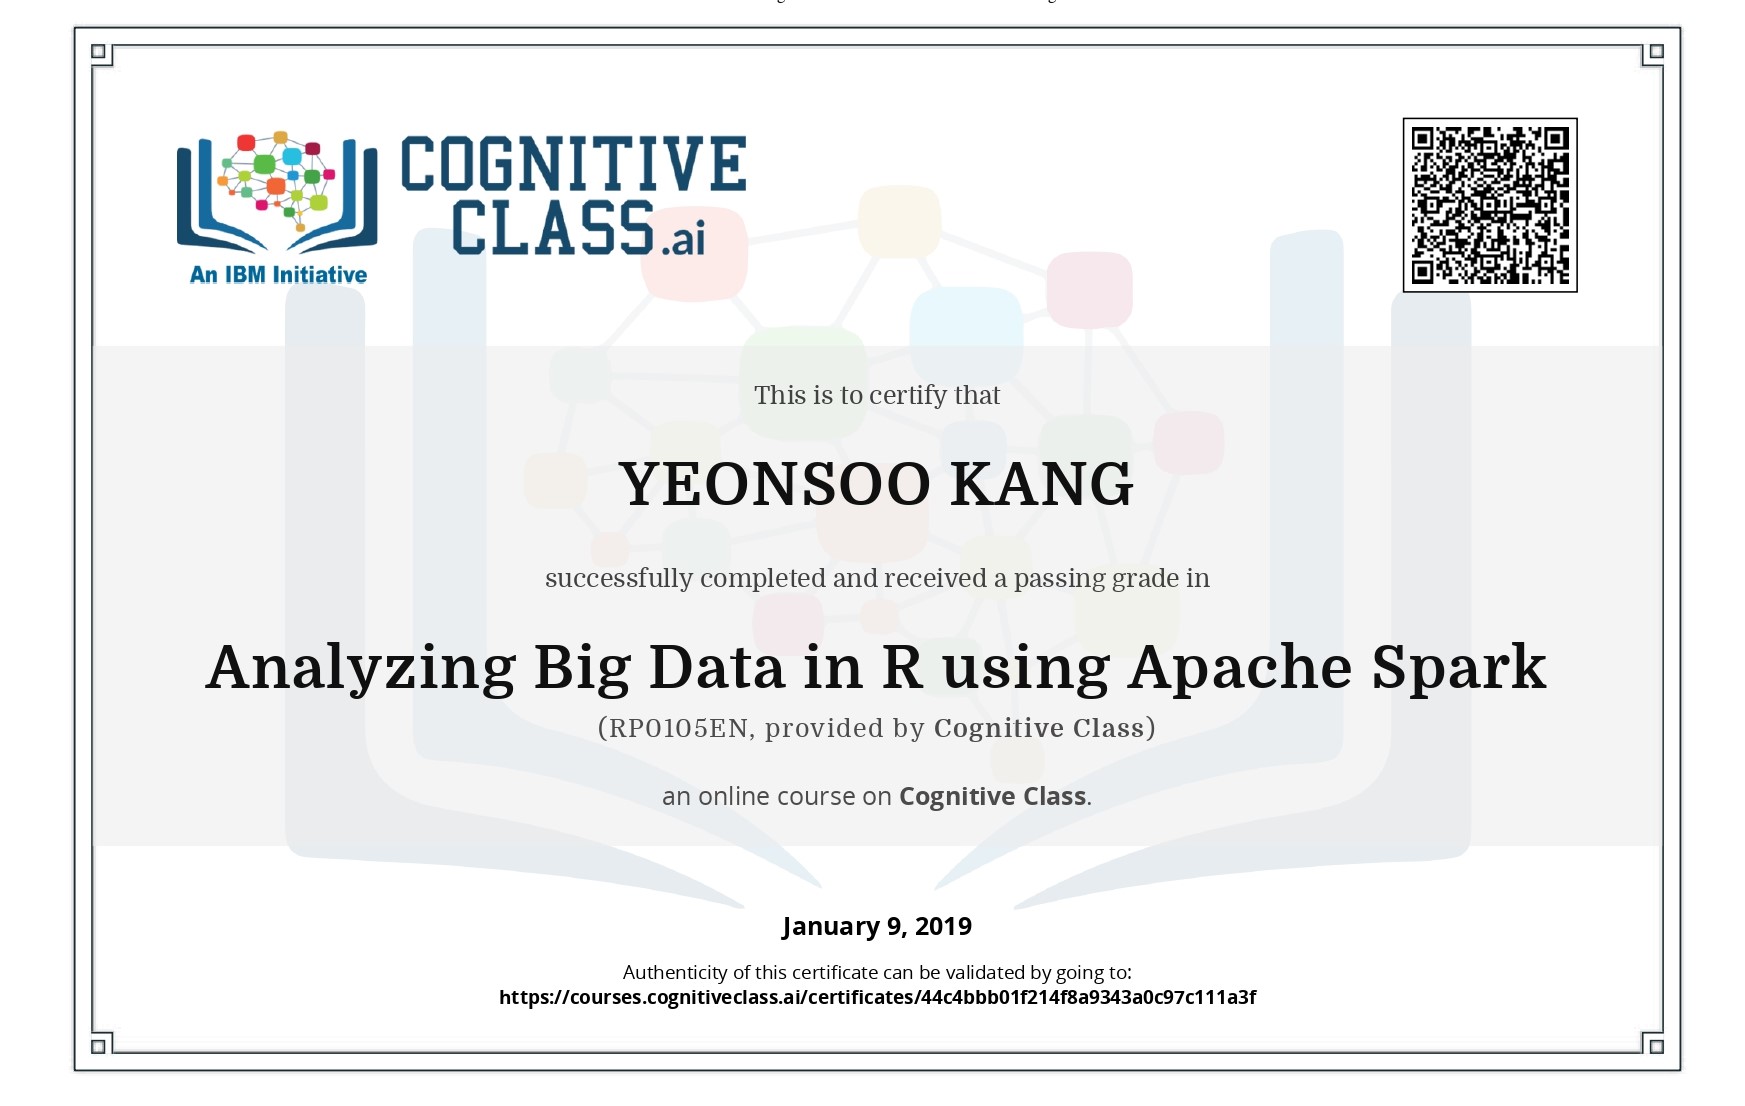 COGNITIVE
CLASS.ai
An IBM Initiative
This is to certify that
YEONSOO KANG
successfully completed and received a passing grade in
Analyzing Big Data in R using Apache Spark
(RP0105EN, provided by Cognitive Class)
an online course on Cognitive Class.
January 9, 2019
Authenticity of this certificate can be validated by going to:
https://courses.cognitiveclass.ai/certificates/44c4bbb01f214f8a9343a0c97c111a3f